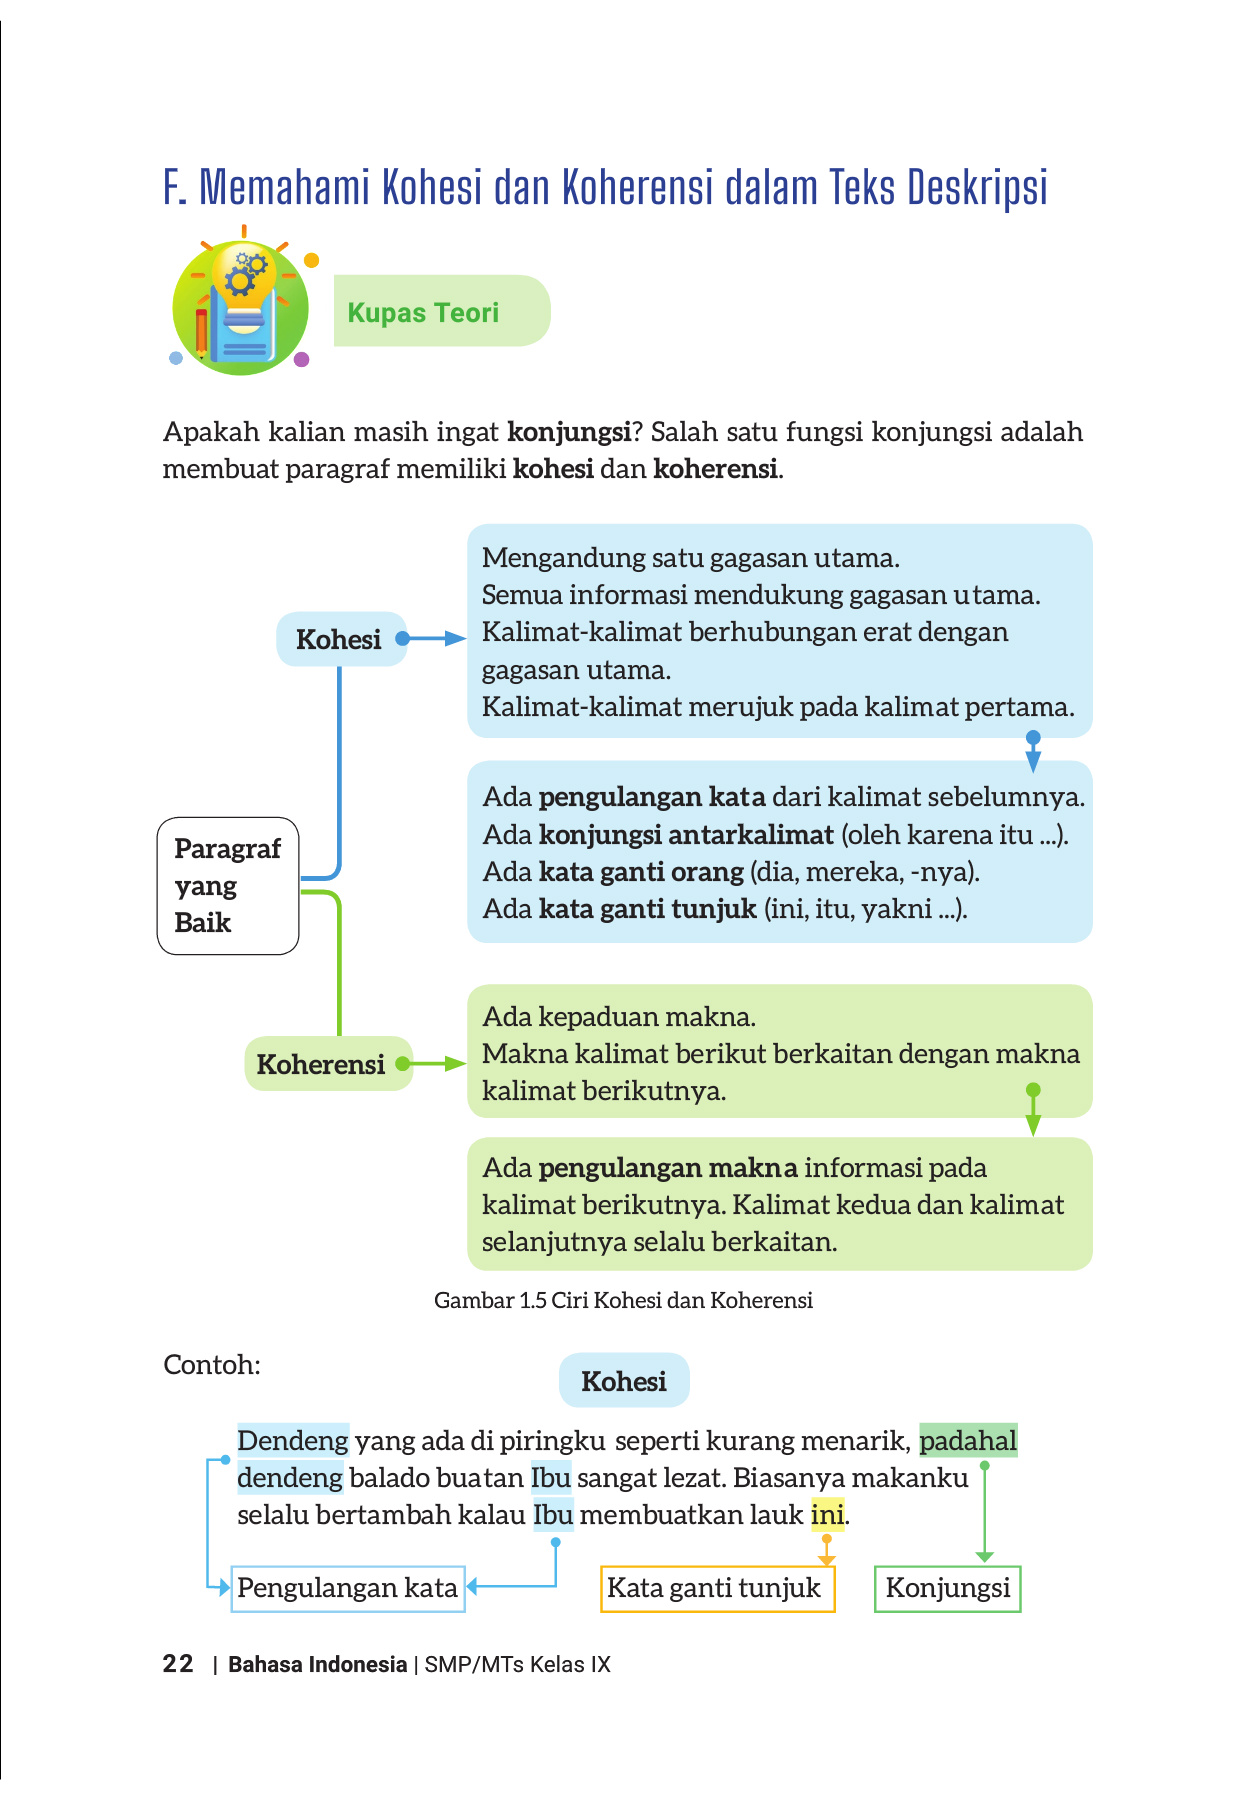 F. Memahami Kohesi dan Koherensi dalam Teks Deskripsi
Kupas Teori
Apakah kalian masih ingat konjungsi? Salah satu fungsi konjungsi adalah
membuat paragraf memiliki kohesi dan koherensi.
Paragraf
yang
Baik
Kohesi
Mengandung satu gagasan utama.
Semua informasi mendukung gagasan utama.
Kalimat-kalimat berhubungan erat dengan
gagasan utama.
Kalimat-kalimat merujuk pada kalimat pertama.
Ada pengulangan kata dari kalimat sebelumnya.
Ada konjungsi antarkalimat (oleh karena itu ...).
Ada kata ganti orang (dia, mereka, -nya).
Ada kata ganti tunjuk (ini, itu, yakni ...).
Koherensi
Ada kepaduan makna.
Makna kalimat berikut berkaitan dengan makna
kalimat berikutnya.
Ada pengulangan makna informasi pada
kalimat berikutnya. Kalimat kedua dan kalimat
selanjutnya selalu berkaitan.
Gambar 1.5 Ciri Kohesi dan Koherensi
Contoh:
Kohesi
Dendeng yang ada di piringku seperti kurang menarik, padahal
dendeng balado buatan Ibu sangat lezat. Biasanya makanku
selalu bertambah kalau Ibu membuatkan lauk ini.
Pengulangan kata
Kata ganti tunjuk
Konjungsi
22 | Bahasa Indonesia | SMP/MTs Kelas IX